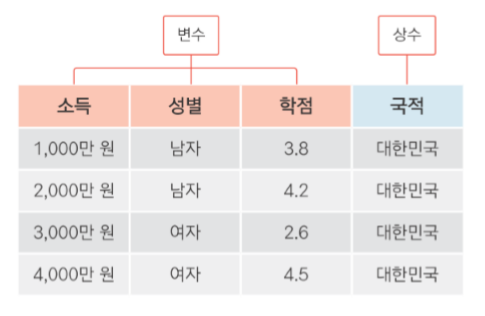 변수 상수
소득 성별 학점 국적
1,000만 원 남자 3.8 대한민국
2,000만 원 남자 4.2 대한민국
3,000만 원 여자 2.6 대한민국
4,000만 원 여자 4.5 대한민국